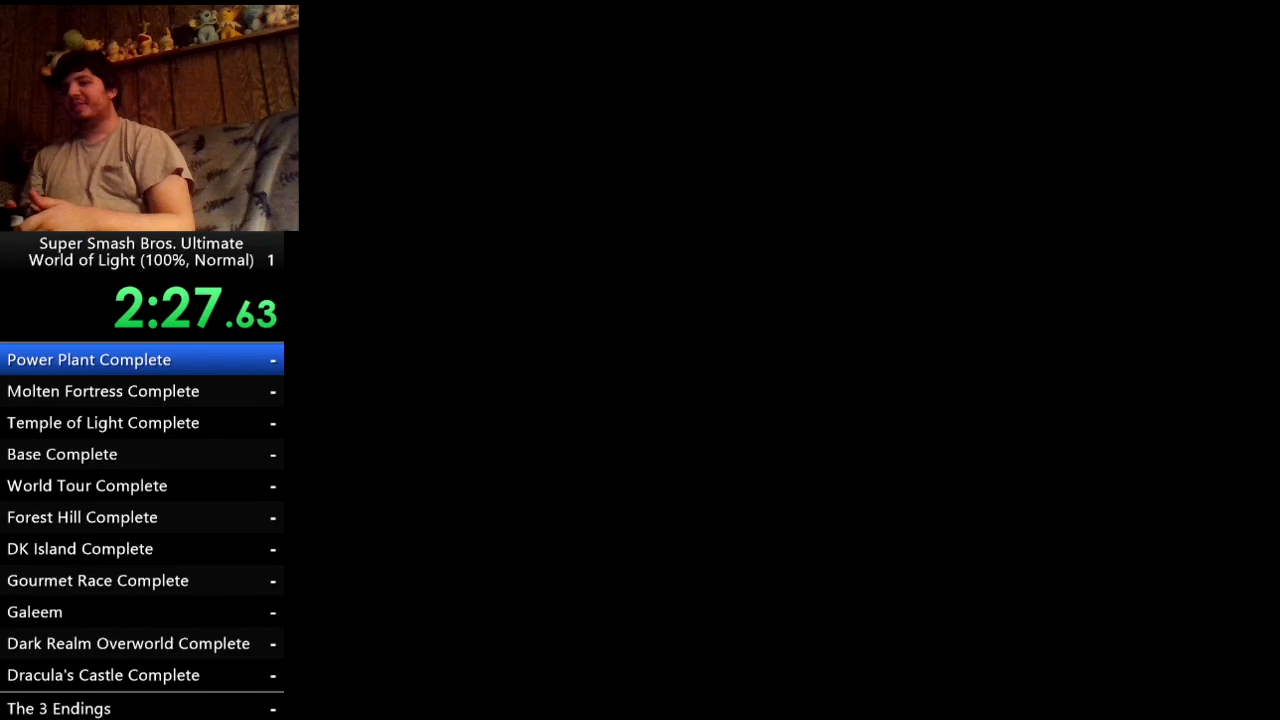 Super Smash Bros. Ultimate
World of Light (100%, Normal) 1
2:27.63
Power Plant Complete -
Molten Fortress Complete -
Temple of Light Complete -
Base Complete -
World Tour Complete -
Forest Hill Complete -
DK Island Complete -
Gourmet Race Complete -
Galeem -
Dark Realm Overworld Complete -
Dracula's Castle Complete -
The 3 Endings -